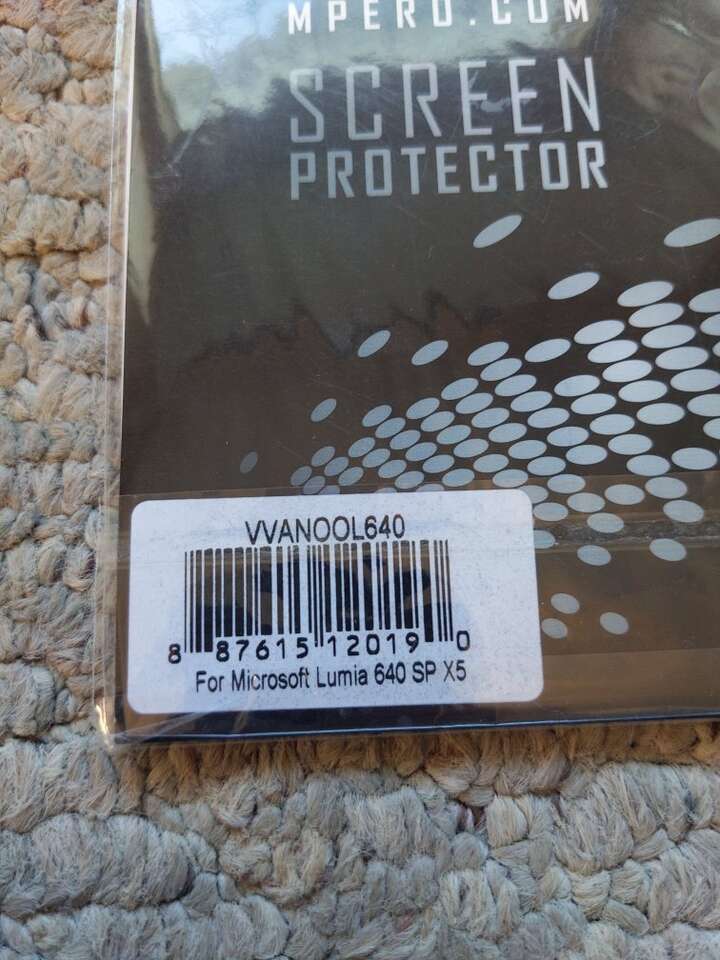 MPERO.COM
SCREEN
PROTECTOR
VVANOOL640
8 87615 12019 0
For Microsoft Lumia 640 SP X5